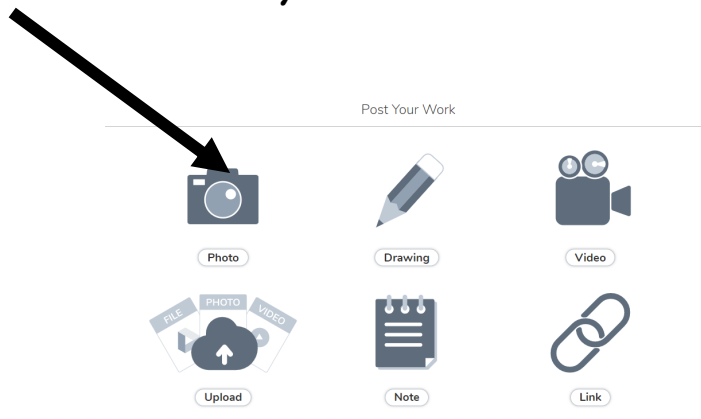 Post Your Work
Photo
Drawing
Video
FILE
PHOTO
VIDEO
Upload
Note
Link